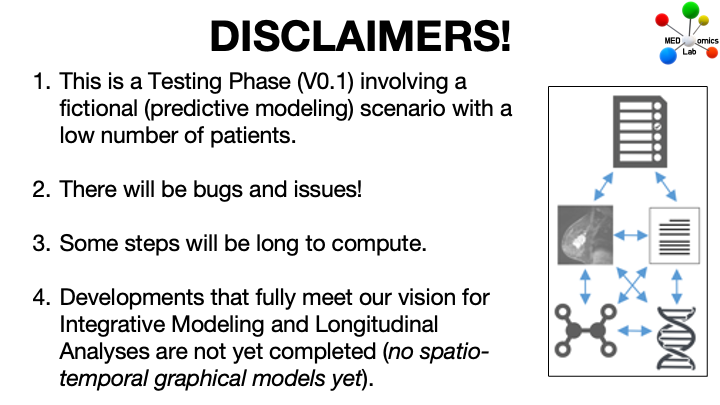 DISCLAIMERS!
MED omics
Lab
1. This is a Testing Phase (V0.1) involving a
fictional (predictive modeling) scenario with a
low number of patients.
2. There will be bugs and issues!
3. Some steps will be long to compute.
4. Developments that fully meet our vision for
Integrative Modeling and Longitudinal
Analyses are not yet completed (no spatio-
temporal graphical models yet).